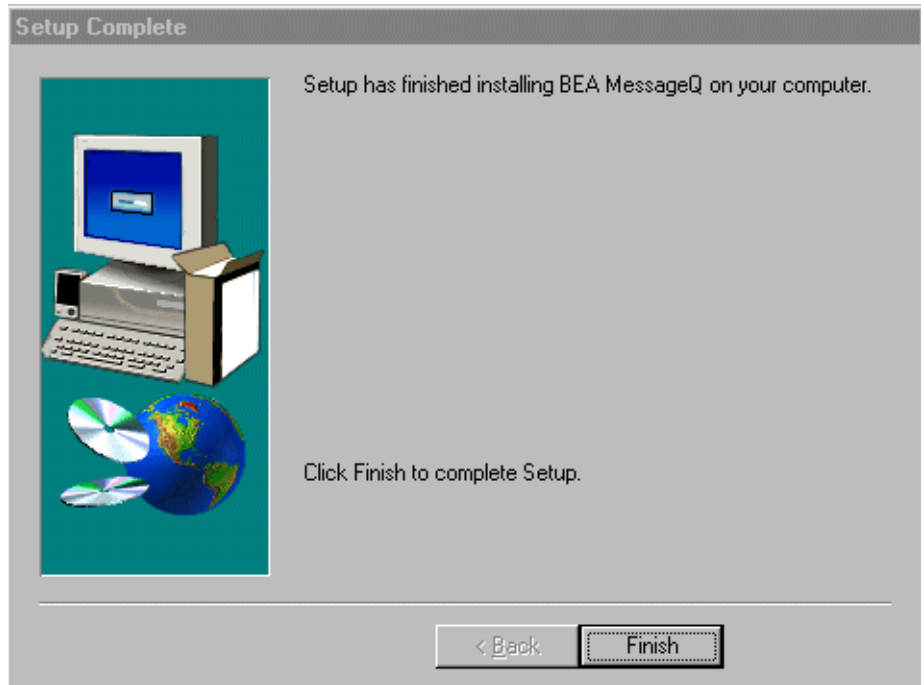 Setup Complete
Setup has finished installing BEA MessageQ on your computer.
Click Finish to complete Setup.
< Back
Finish